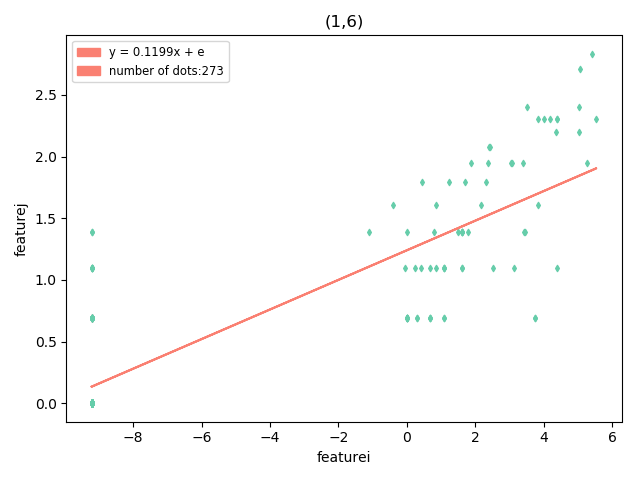 (1,6)
y = 0.1199x + e
number of dots:273
featurej
2.5
2.0
1.5
1.0
0.5
0.0
−8 −6 −4 −2 0 2 4 6
featurei